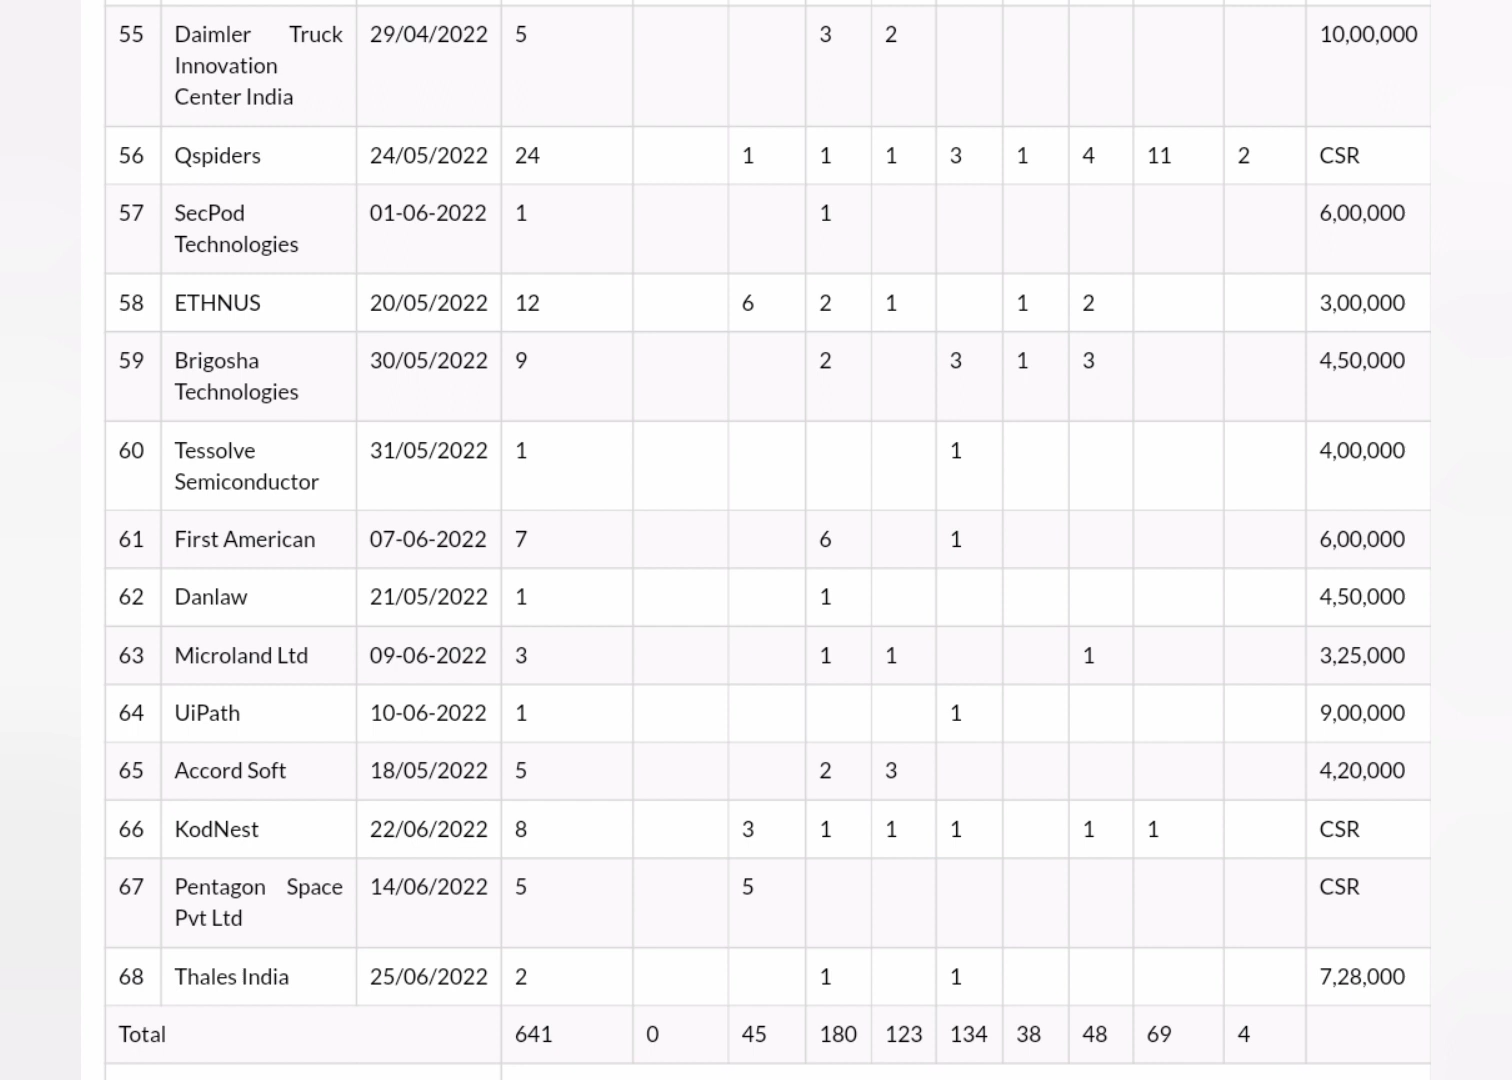 55 Daimler Truck 29/04/2022 5 3 2 10,00,000
Innovation
Center India
56 Qspiders 24/05/2022 24 1 1 1 3 1 4 11 2 CSR
57 SecPod 01-06-2022 1 1 6,00,000
Technologies
58 ETHNUS 20/05/2022 12 6 2 1 1 2 3,00,000
59 Brigosha 30/05/2022 9 2 3 1 3 4,50,000
Technologies
60 Tessolve 31/05/2022 1 1 4,00,000
Semiconductor
61 First American 07-06-2022 7 6 1 6,00,000
62 Danlaw 21/05/2022 1 1 4,50,000
63 Microland Ltd 09-06-2022 3 1 1 1 3,25,000
64 UiPath 10-06-2022 1 1 9,00,000
65 Accord Soft 18/05/2022 5 2 3 4,20,000
66 KodNest 22/06/2022 8 3 1 1 1 1 1 CSR
67 Pentagon Space 14/06/2022 5 5 CSR
Pvt Ltd
68 Thales India 25/06/2022 2 1 1 7,28,000
Total 641 0 45 180 123 134 38 48 69 4